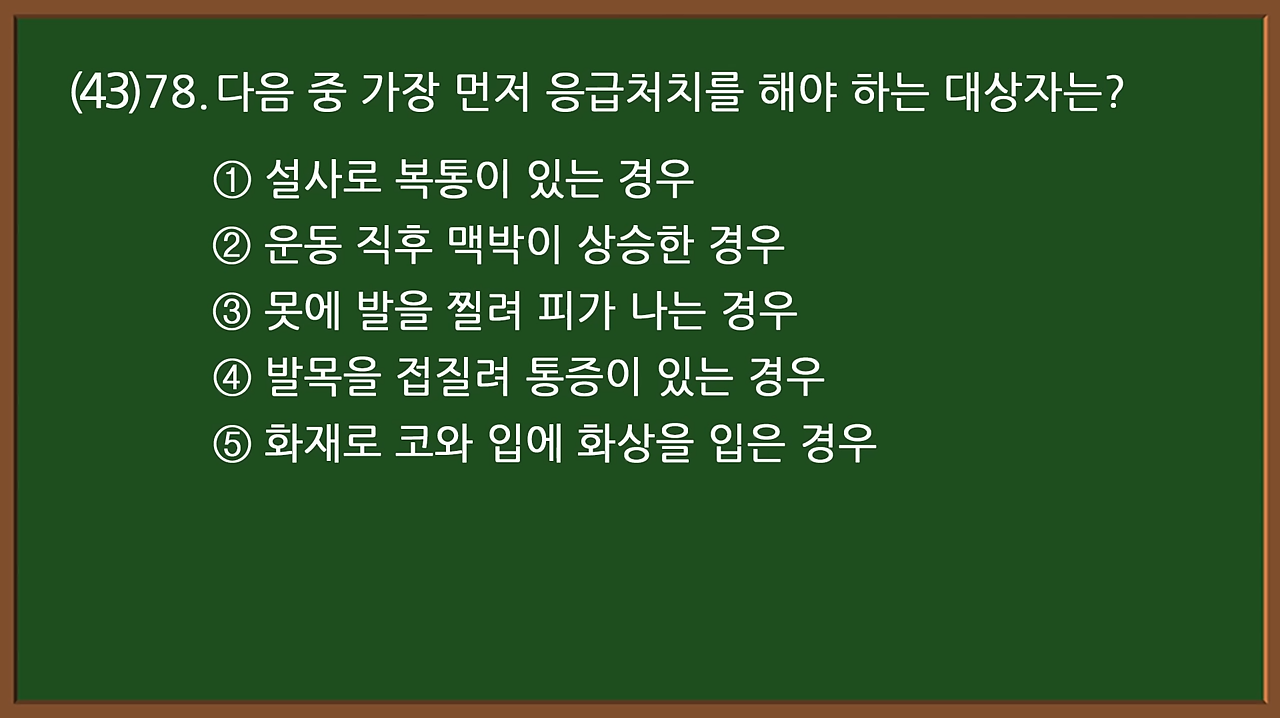 (43)78. 다음 중 가장 먼저 응급처치를 해야 하는 대상자는?
① 설사로 복통이 있는 경우
② 운동 직후 맥박이 상승한 경우
③ 못에 발을 찔려 피가 나는 경우
④ 발목을 접질려 통증이 있는 경우
⑤ 화재로 코와 입에 화상을 입은 경우